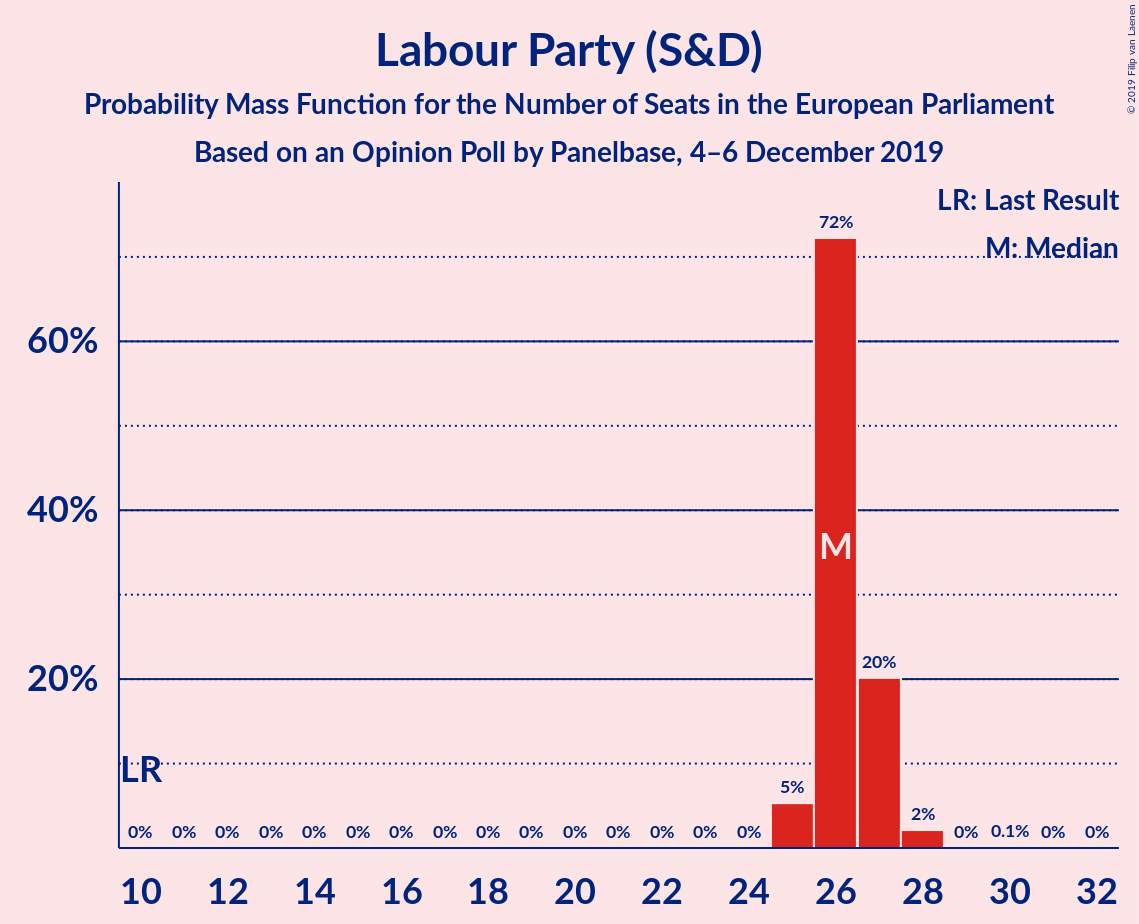 Labour Party (S&D)
Probability Mass Function for the Number of Seats in the European Parliament
Based on an Opinion Poll by Panelbase, 4–6 December 2019
© 2019 Filip van Laenen
LR: Last Result
M: Median
72%
60%
40%
M
20%
20%
LR
5%
2%
0% 0% 0% 0% 0% 0% 0% 0% 0% 0% 0% 0% 0% 0% 0% 0% 0.1% 0% 0%
10 12 14 16 18 20 22 24 26 28 30 32